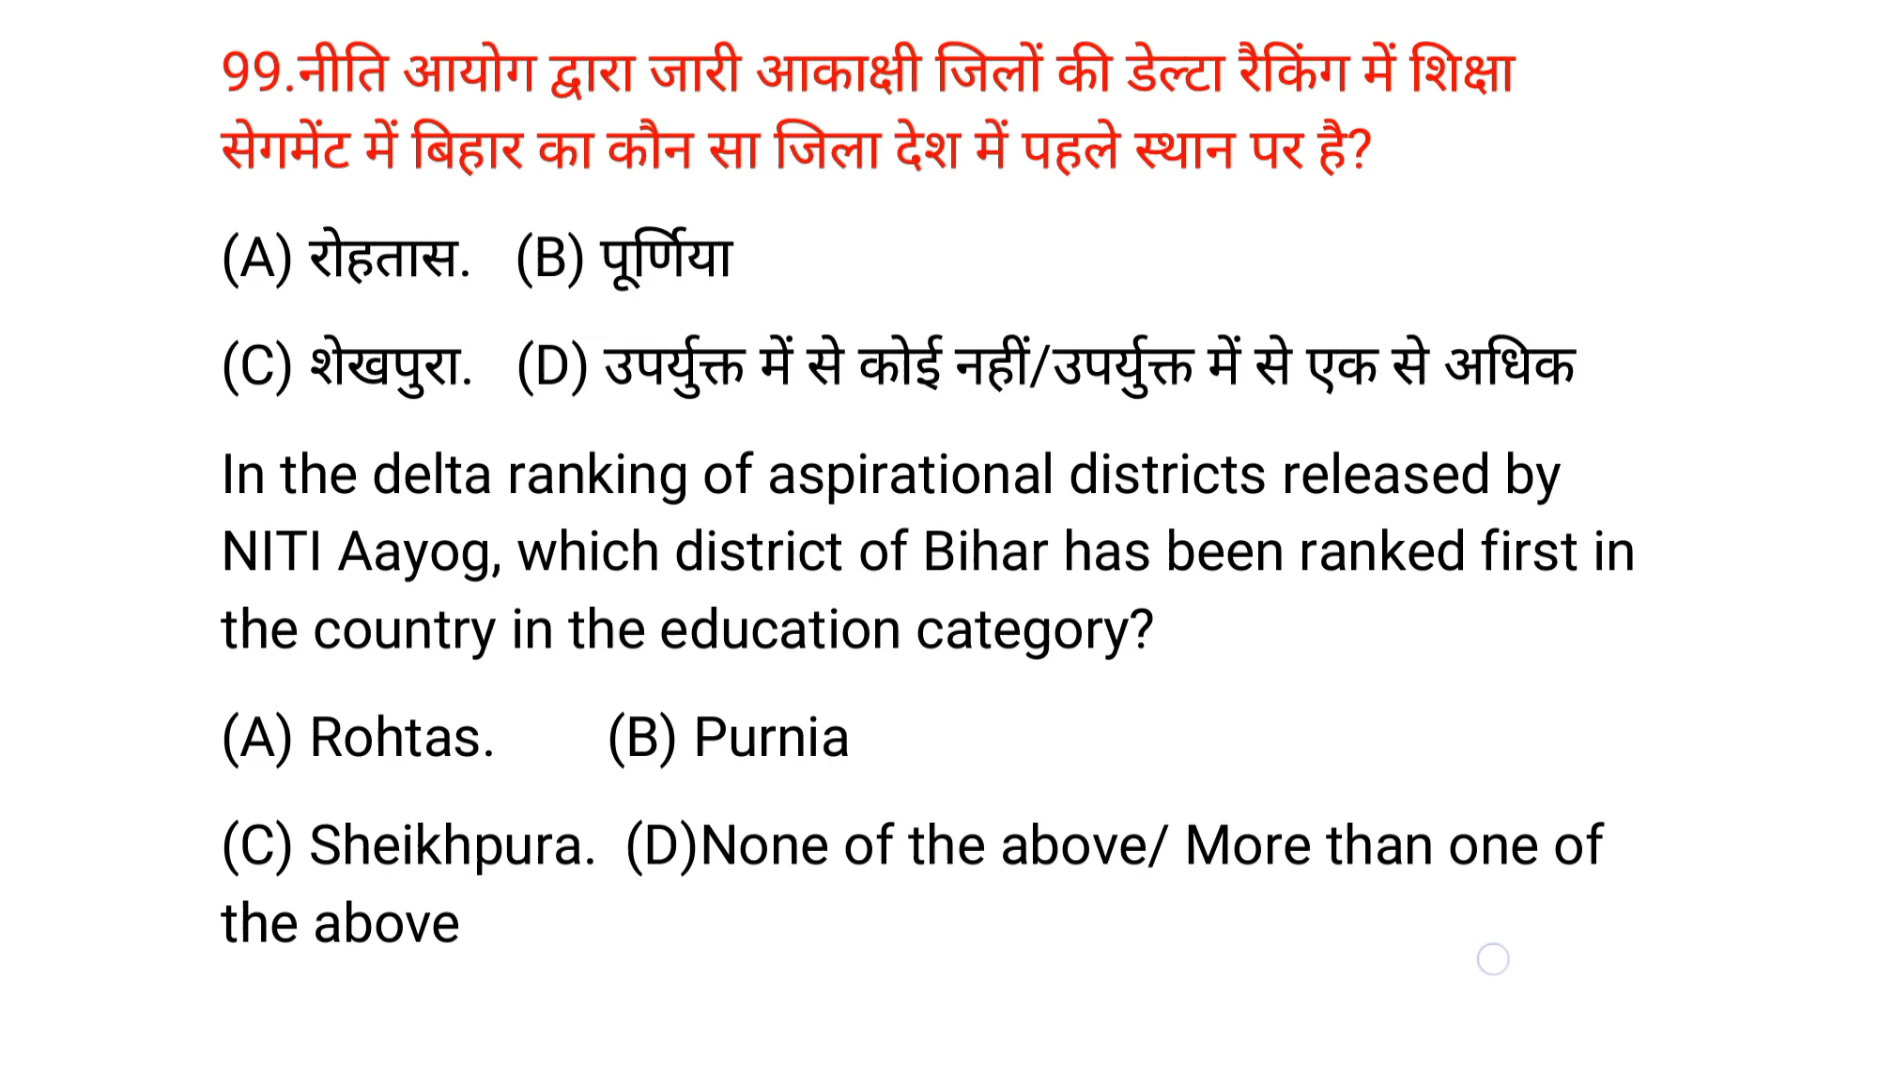 99.नीति आयोग द्वारा जारी आकाक्षी जिलों की डेल्टा रैकिंग में शिक्षा
सेगमेंट में बिहार का कौन सा जिला देश में पहले स्थान पर है?
(A) रोहतास. (B) पूर्णिया
(C) शेखपुरा. (D) उपर्युक्त में से कोई नहीं/उपर्युक्त में से एक से अधिक
In the delta ranking of aspirational districts released by
NITI Aayog, which district of Bihar has been ranked first in
the country in the education category?
(A) Rohtas. (B) Purnia
(C) Sheikhpura. (D)None of the above/ More than one of
the above